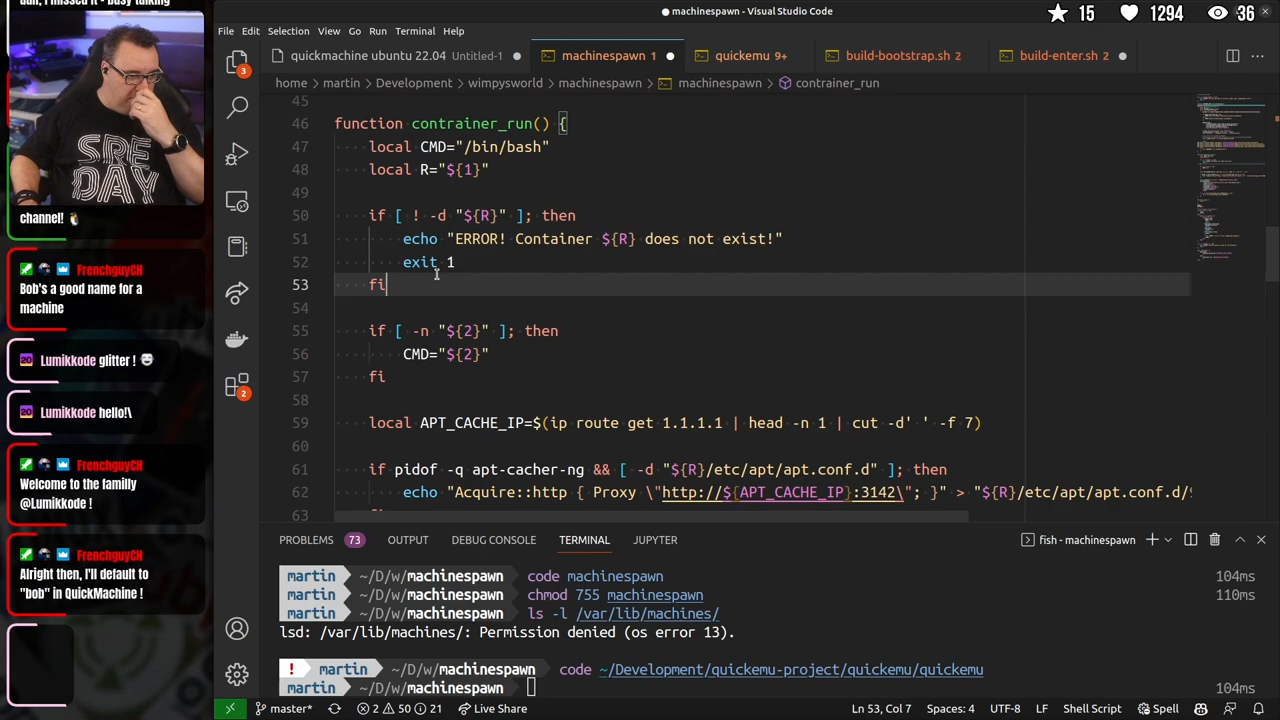 aah, I missed it - busy talking
SRE
DAY
channel! 🐧
FrenchguyCH
Bob's a good name for a
machine
Lumikkode glitter !
Lumikkode hello!\
FrenchguyCH
Welcome to the familly
@Lumikkode !
FrenchguyCH
Alright then, I'll default to
"bob" in QuickMachine !
● machinespawn - Visual Studio Code
15 1294 36
File Edit Selection View Go Run Terminal Help
quickmachine ubuntu 22.04 Untitled-1 ● machinespawn 1 ● quickemu 9+ build-bootstrap.sh 2 build-enter.sh 2 ●
home > martin > Development > wimpysworld > machinespawn > machinespawn > contrainer_run
45
46 function contrainer_run() {
47 local CMD="/bin/bash"
48 local R="${1}"
49
50 if [ ! -d "${R}" ]; then
51 echo "ERROR! Container ${R} does not exist!"
52 exit 1
53 fi
54
55 if [ -n "${2}" ]; then
56 CMD="${2}"
57 fi
58
59 local APT_CACHE_IP=$(ip route get 1.1.1.1 | head -n 1 | cut -d' ' -f 7)
60
61 if pidof -q apt-cacher-ng && [ -d "${R}/etc/apt/apt.conf.d" ]; then
62 echo "Acquire::http { Proxy \"http://${APT_CACHE_IP}:3142\"; }" > "${R}/etc/apt/apt.conf.d/
63
3
2
PROBLEMS 73 OUTPUT DEBUG CONSOLE TERMINAL JUPYTER fish - machinespawn
martin ~/D/w/machinespawn code machinespawn 104ms
martin ~/D/w/machinespawn chmod 755 machinespawn 110ms
martin ~/D/w/machinespawn ls -l /var/lib/machines/
lsd: /var/lib/machines/: Permission denied (os error 13).
! martin ~/D/w/machinespawn code ~/Development/quickemu-project/quickemu/quickemu
martin ~/D/w/machinespawn 104ms
master* 2 50 21 Live Share Ln 53, Col 7 Spaces: 4 UTF-8 LF Shell Script Spell